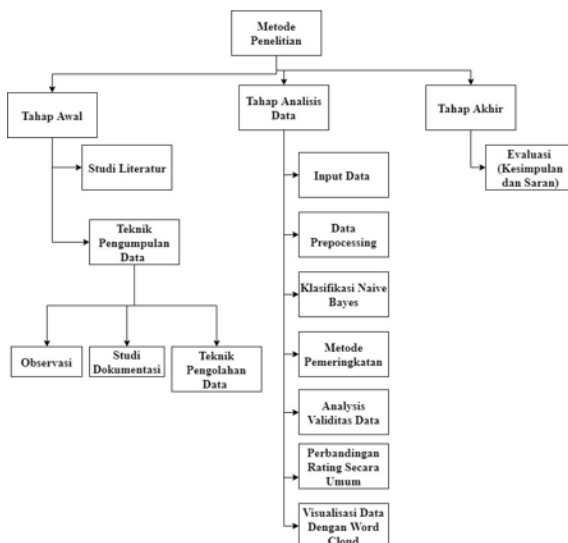 Metode
Penelitian
Tahap Awal
Tahap Analisis
Data
Tahap Akhir
Studi Literatur
Teknik
Pengumpulan
Data
Observasi
Studi
Dokumentasi
Teknik
Pengolahan
Data
Input Data
Data
Prepocessing
Klasifikasi Naive
Bayes
Metode
Pemeringkatan
Analysis
Validitas Data
Perbandingan
Rating Secara
Umum
Visualisasi Data
Dengan Word
Cloud
Evaluasi
(Kesimpulan
dan Saran)